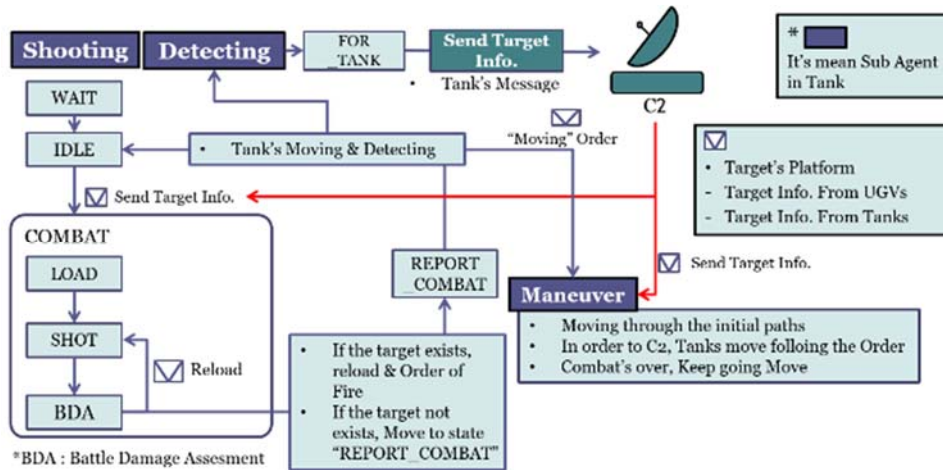 Shooting
Detecting
FOR
_TANK
Send Target
Info.
• Tank's Message
C2
*
It's mean Sub Agent
in Tank
WAIT
IDLE
• Tank's Moving & Detecting
"Moving" Order
• Target's Platform
- Target Info. From UGVs
- Target Info. From Tanks
Send Target Info.
COMBAT
LOAD
SHOT
BDA
Reload
REPORT
_COMBAT
Send Target Info.
Maneuver
• Moving through the initial paths
• In order to C2, Tanks move folloing the Order
• Combat's over, Keep going Move
• If the target exists,
reload & Order of
Fire
• If the target not
exists, Move to state
"REPORT_COMBAT"
*BDA : Battle Damage Assesment